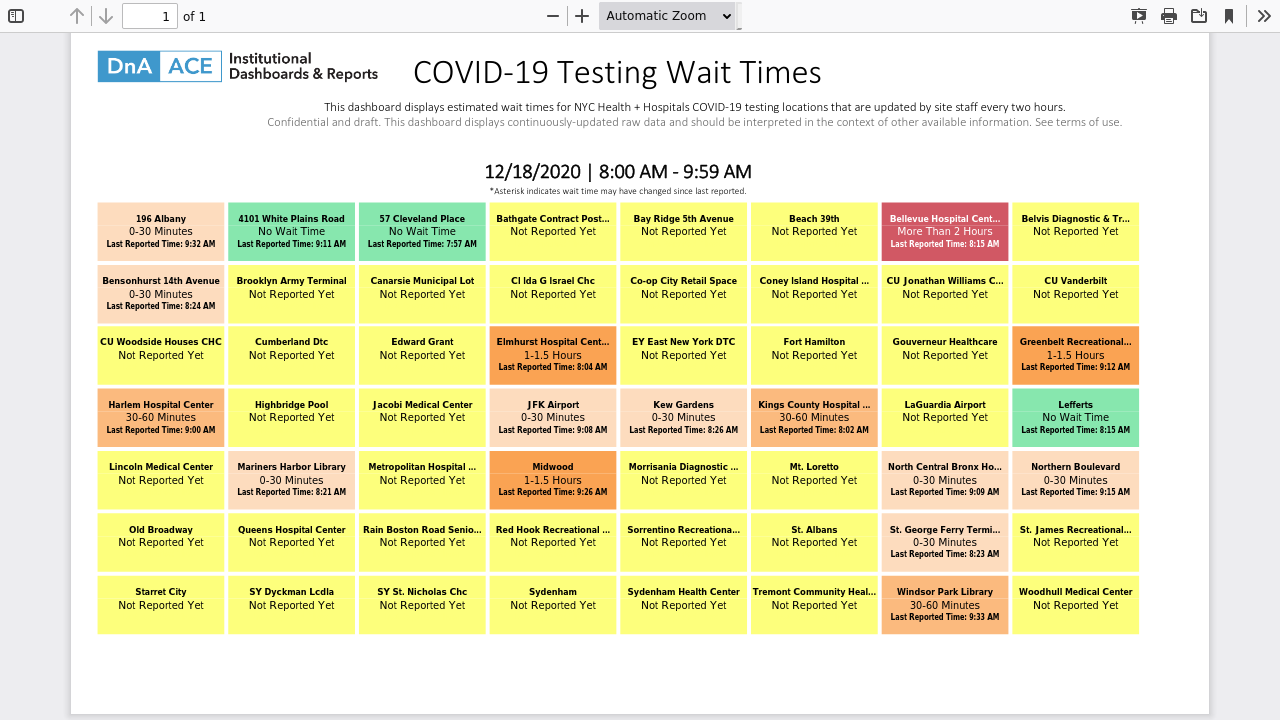 1 of 1 Automatic Zoom
DnA ACE Institutional
Dashboards & Reports
COVID-19 Testing Wait Times
This dashboard displays estimated wait times for NYC Health + Hospitals COVID-19 testing locations that are updated by site staff every two hours.
Confidential and draft. This dashboard displays continuously-updated raw data and should be interpreted in the context of other available information. See terms of use.
12/18/2020 | 8:00 AM - 9:59 AM
*Asterisk indicates wait time may have changed since last reported.
196 Albany
0-30 Minutes
Last Reported Time: 9:32 AM
4101 White Plains Road
No Wait Time
Last Reported Time: 9:11 AM
57 Cleveland Place
No Wait Time
Last Reported Time: 7:57 AM
Bathgate Contract Post...
Not Reported Yet
Bay Ridge 5th Avenue
Not Reported Yet
Beach 39th
Not Reported Yet
Bellevue Hospital Cent...
More Than 2 Hours
Last Reported Time: 8:15 AM
Belvis Diagnostic & Tr...
Not Reported Yet
Bensonhurst 14th Avenue
0-30 Minutes
Last Reported Time: 8:24 AM
Brooklyn Army Terminal
Not Reported Yet
Canarsie Municipal Lot
Not Reported Yet
Cl Ida G Israel Chc
Not Reported Yet
Co-op City Retail Space
Not Reported Yet
Coney Island Hospital ...
Not Reported Yet
CU Jonathan Williams C...
Not Reported Yet
CU Vanderbilt
Not Reported Yet
CU Woodside Houses CHC
Not Reported Yet
Cumberland Dtc
Not Reported Yet
Edward Grant
Not Reported Yet
Elmhurst Hospital Cent...
1-1.5 Hours
Last Reported Time: 8:04 AM
EY East New York DTC
Not Reported Yet
Fort Hamilton
Not Reported Yet
Gouverneur Healthcare
Not Reported Yet
Greenbelt Recreational...
1-1.5 Hours
Last Reported Time: 9:12 AM
Harlem Hospital Center
30-60 Minutes
Last Reported Time: 9:00 AM
Highbridge Pool
Not Reported Yet
Jacobi Medical Center
Not Reported Yet
JFK Airport
0-30 Minutes
Last Reported Time: 9:08 AM
Kew Gardens
0-30 Minutes
Last Reported Time: 8:26 AM
Kings County Hospital ...
30-60 Minutes
Last Reported Time: 8:02 AM
LaGuardia Airport
Not Reported Yet
Lefferts
No Wait Time
Last Reported Time: 8:15 AM
Lincoln Medical Center
Not Reported Yet
Mariners Harbor Library
0-30 Minutes
Last Reported Time: 8:21 AM
Metropolitan Hospital ...
Not Reported Yet
Midwood
1-1.5 Hours
Last Reported Time: 9:26 AM
Morrisania Diagnostic ...
Not Reported Yet
Mt. Loretto
Not Reported Yet
North Central Bronx Ho...
0-30 Minutes
Last Reported Time: 9:09 AM
Northern Boulevard
0-30 Minutes
Last Reported Time: 9:15 AM
Old Broadway
Not Reported Yet
Queens Hospital Center
Not Reported Yet
Rain Boston Road Senio...
Not Reported Yet
Red Hook Recreational ...
Not Reported Yet
Sorrentino Recreationa...
Not Reported Yet
St. Albans
Not Reported Yet
St. George Ferry Termi...
0-30 Minutes
Last Reported Time: 8:23 AM
St. James Recreational...
Not Reported Yet
Starret City
Not Reported Yet
SY Dyckman Lcdla
Not Reported Yet
SY St. Nicholas Chc
Not Reported Yet
Sydenham
Not Reported Yet
Sydenham Health Center
Not Reported Yet
Tremont Community Heal...
Not Reported Yet
Windsor Park Library
30-60 Minutes
Last Reported Time: 9:33 AM
Woodhull Medical Center
Not Reported Yet